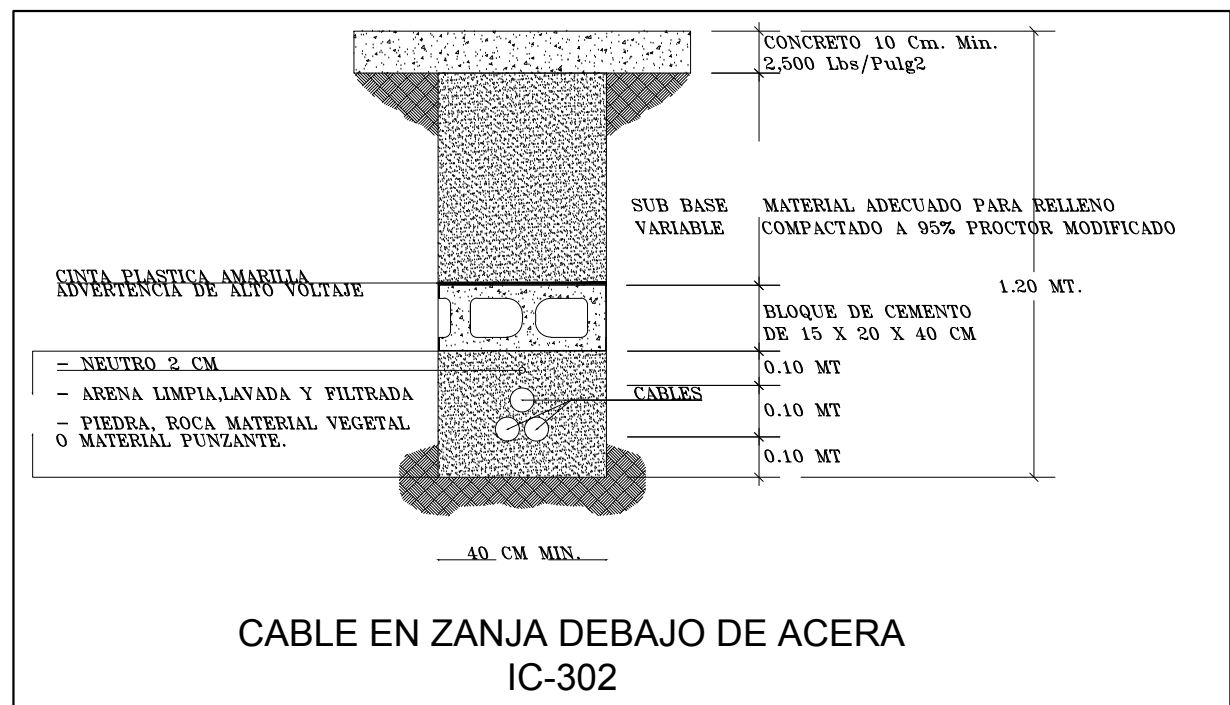 CONCRETO 10 Cm. Min.
2,500 Lbs/Pulg2
SUB BASE
VARIABLE
MATERIAL ADECUADO PARA RELLENO
COMPACTADO A 95% PROCTOR MODIFICADO
CINTA PLASTICA AMARILLA
ADVERTENCIA DE ALTO VOLTAJE
1.20 MT.
BLOQUE DE CEMENTO
DE 15 X 20 X 40 CM
- NEUTRO 2 CM
- ARENA LIMPIA,LAVADA Y FILTRADA
- PIEDRA, ROCA MATERIAL VEGETAL
O MATERIAL PUNZANTE.
CABLES
0.10 MT
0.10 MT
0.10 MT
40 CM MIN.
CABLE EN ZANJA DEBAJO DE ACERA
IC-302